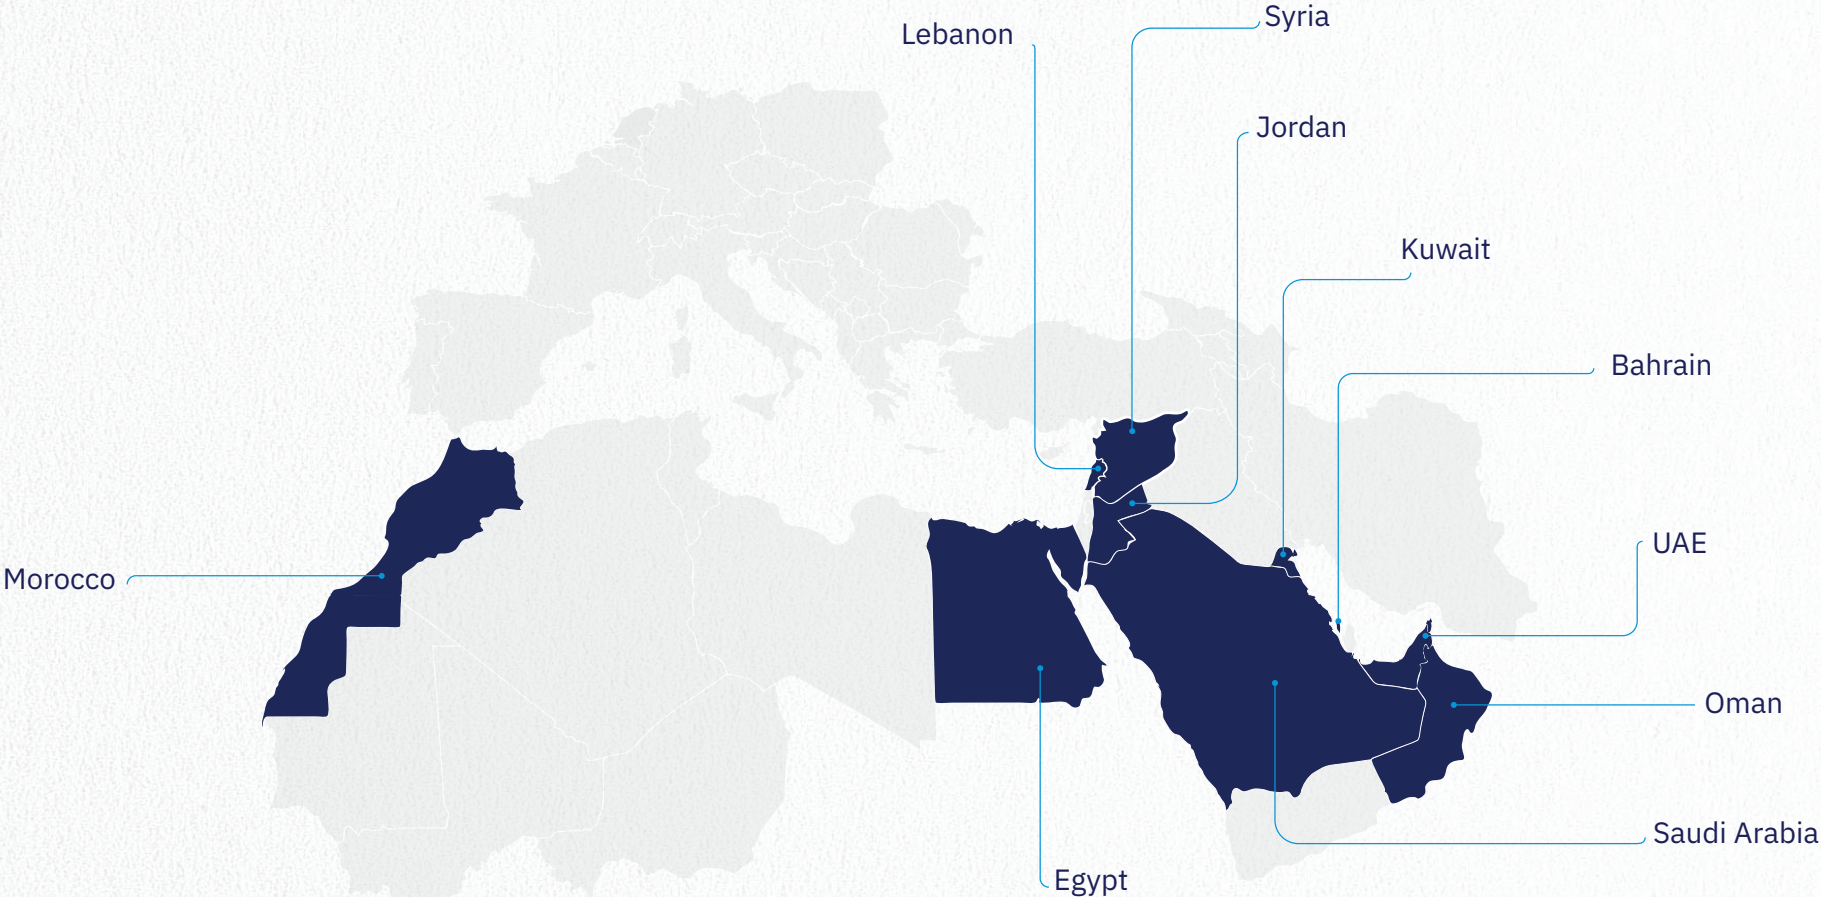 Syria
Lebanon
Jordan
Kuwait
Bahrain
UAE
Morocco
Oman
Saudi Arabia
Egypt